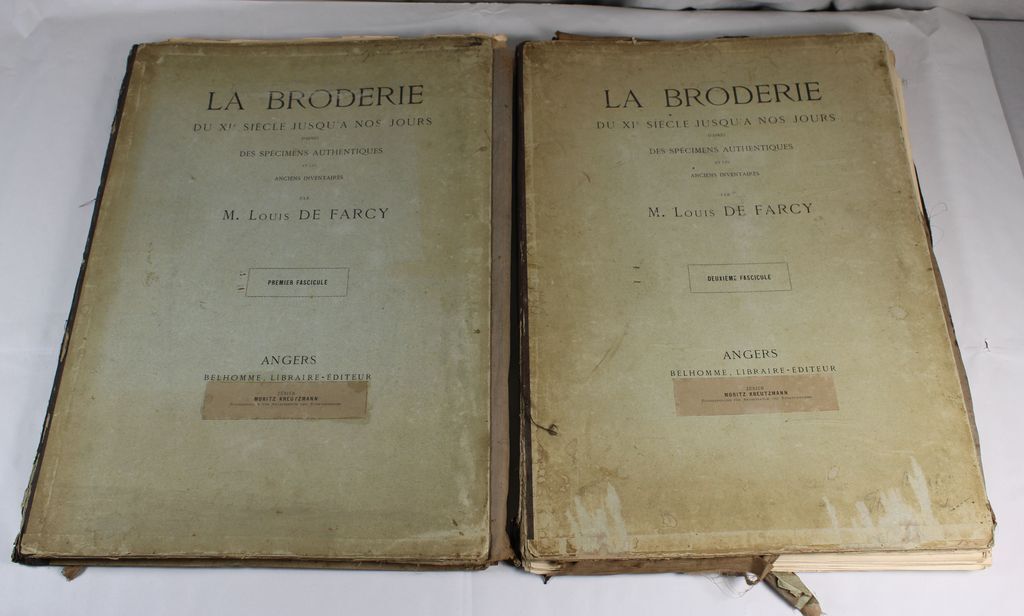 LA BRODERIE
DU XIe SIÈCLE JUSQU'A NOS JOURS
D'APRÈS
DES SPÉCIMENS AUTHENTIQUES
ET LES
ANCIENS INVENTAIRES
PAR
M. Louis DE FARCY
PREMIER FASCICULE
ANGERS
BELHOMME, LIBRAIRE-ÉDITEUR
ZÜRICH
MORITZ KREUTZMANN
LA BRODERIE
DU XIe SIÈCLE JUSQU'A NOS JOURS
D'APRÈS
DES SPÉCIMENS AUTHENTIQUES
ET LES
ANCIENS INVENTAIRES
PAR
M. Louis DE FARCY
DEUXIÈME FASCICULE
ANGERS
BELHOMME, LIBRAIRE-ÉDITEUR
ZÜRICH
MORITZ KREUTZMANN